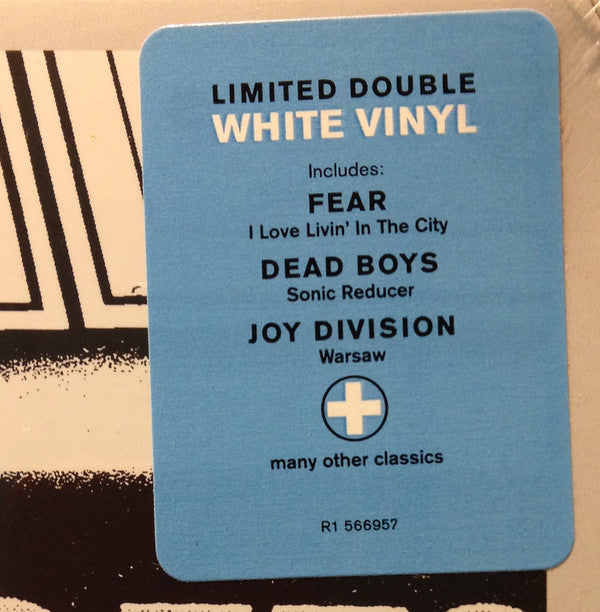 LIMITED DOUBLE
WHITE VINYL
Includes:
FEAR
I Love Livin' In The City
DEAD BOYS
Sonic Reducer
JOY DIVISION
Warsaw
many other classics
R1 566957